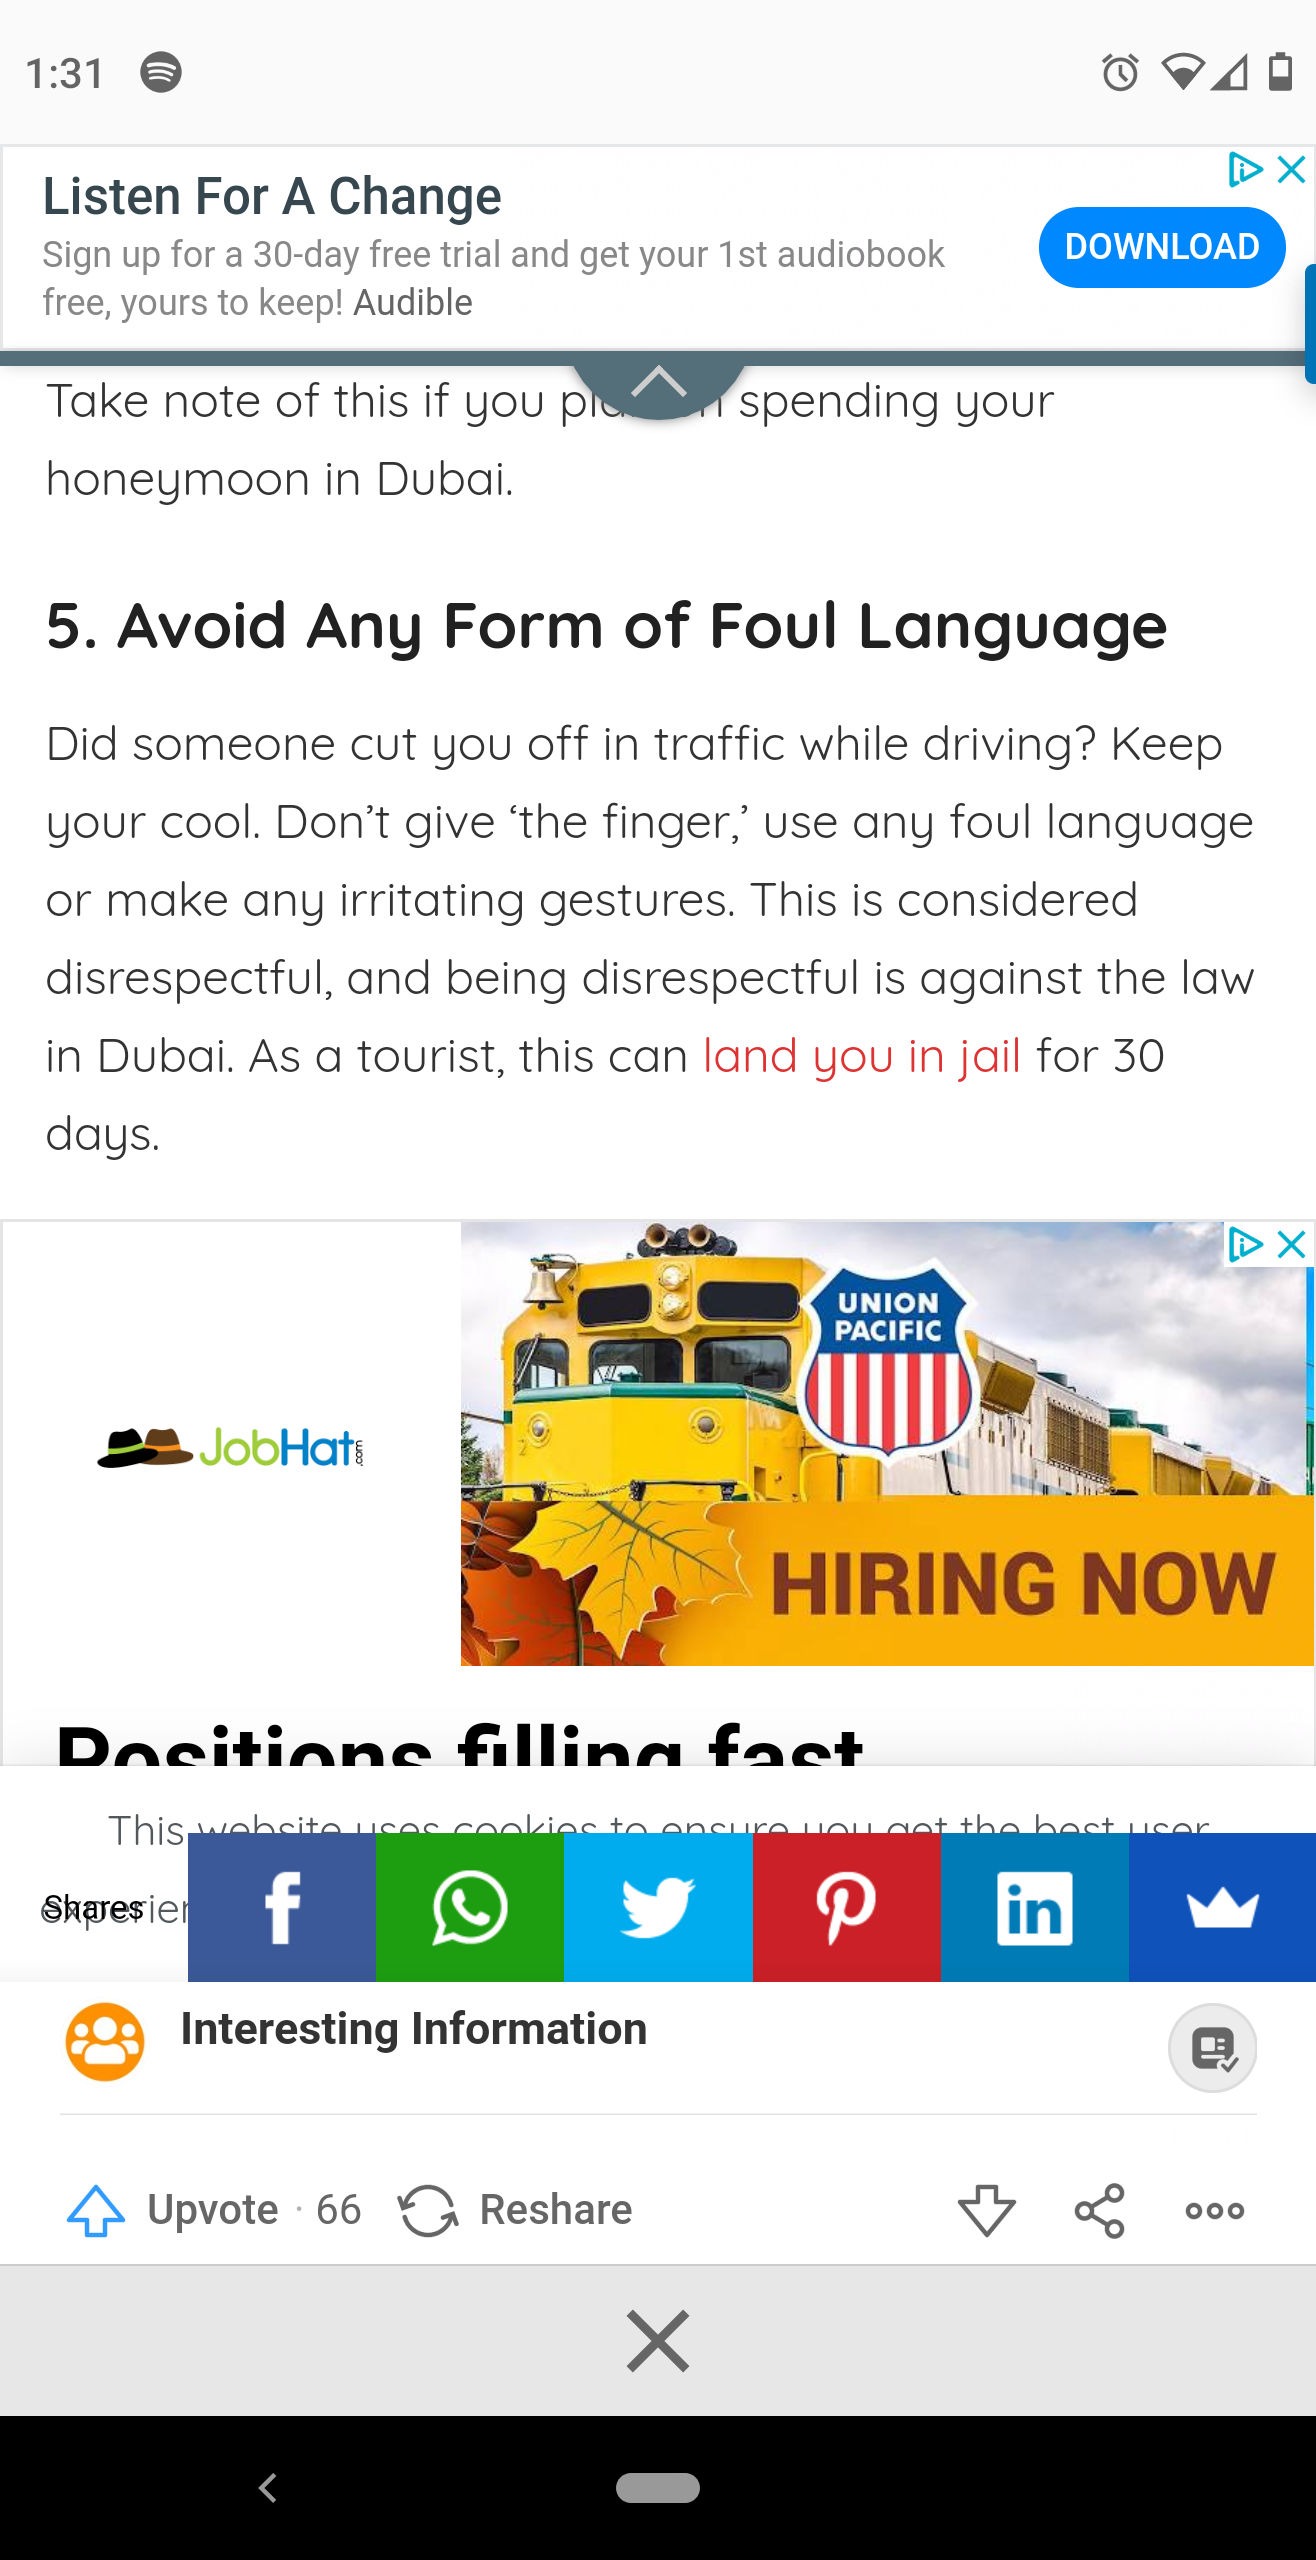 1:31
Listen For A Change
Sign up for a 30-day free trial and get your 1st audiobook
free, yours to keep! Audible
DOWNLOAD
Take note of this if you spending your
honeymoon in Dubai.
5. Avoid Any Form of Foul Language
Did someone cut you off in traffic while driving? Keep
your cool. Don’t give ‘the finger,’ use any foul language
or make any irritating gestures. This is considered
disrespectful, and being disrespectful is against the law
in Dubai. As a tourist, this can land you in jail for 30
days.
JobHat.com
UNION
PACIFIC
HIRING NOW
Positions filling fast
This website uses cookies to ensure you get the best user
Shares
Interesting Information
Upvote · 66
Reshare